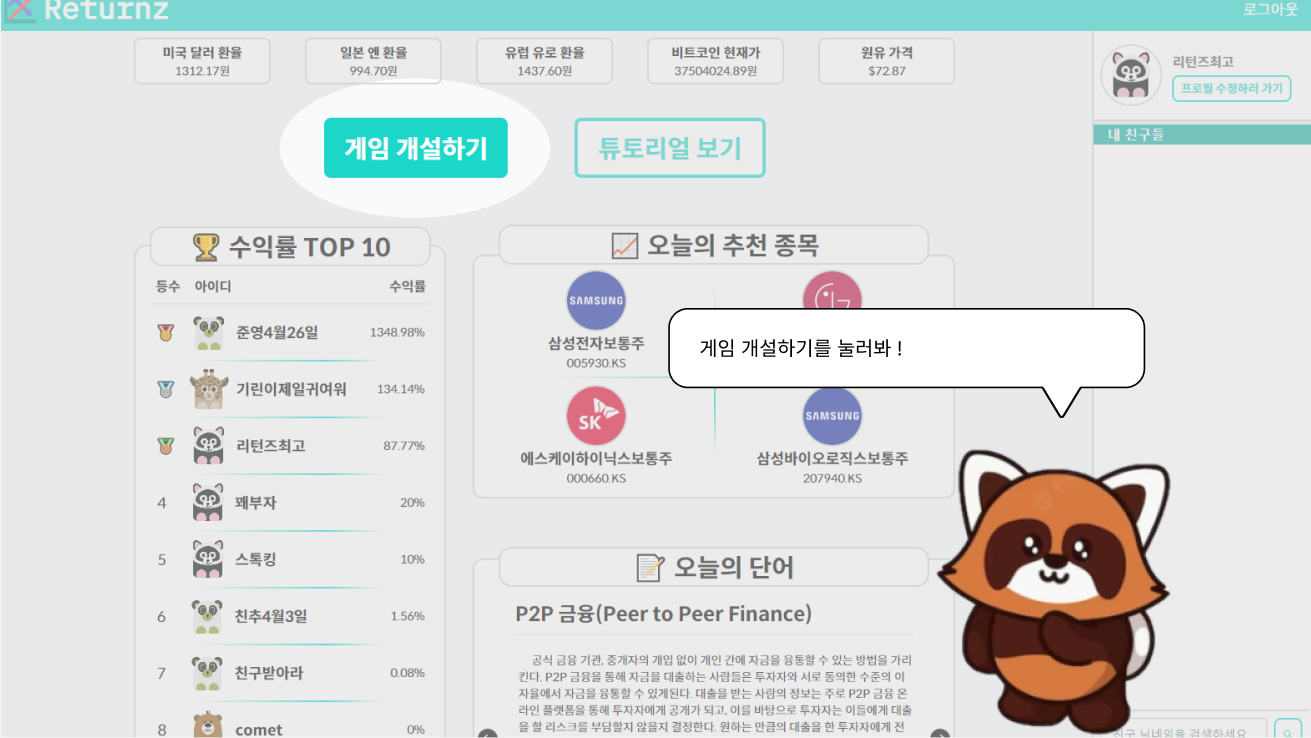 Returnz
로그아웃
미국 달러 환율
1312.17원
일본 엔 환율
994.70원
유럽 유로 환율
1437.60원
비트코인 현재가
37504024.89원
원유 가격
$72.87
리턴즈최고
프로필 수정하러 가기
내 친구들
게임 개설하기
튜토리얼 보기
수익률 TOP 10
등수 아이디 수익률
준영4월26일 1348.98%
기린이제일귀여워 134.14%
리턴즈최고 87.77%
4 꽤부자 20%
5 스톡킹 10%
6 친추4월3일 1.56%
7 친구받아라 0.08%
8 comet 0%
오늘의 추천 종목
SAMSUNG
삼성전자보통주
005930.KS
게임 개설하기를 눌러봐 !
SK
에스케이하이닉스보통주
000660.KS
SAMSUNG
삼성바이오로직스보통주
207940.KS
오늘의 단어
P2P 금융(Peer to Peer Finance)
공식 금융 기관, 중개자의 개입 없이 개인 간에 자금을 융통할 수 있는 방법을 가리
킨다. P2P 금융을 통해 자금을 대출하는 사람들은 투자자와 서로 동의한 수준의 이
자율에서 자금을 융통할 수 있게된다. 대출을 받는 사람의 정보는 주로 P2P 금융 온
라인 플랫폼을 통해 투자자에게 공개가 되고, 이를 바탕으로 투자자는 이들에게 대출
을 할 리스크를 부담할지 않을지 결정한다. 원하는 만큼의 대출을 한 투자자에게 전
친구 닉네임을 검색하세요